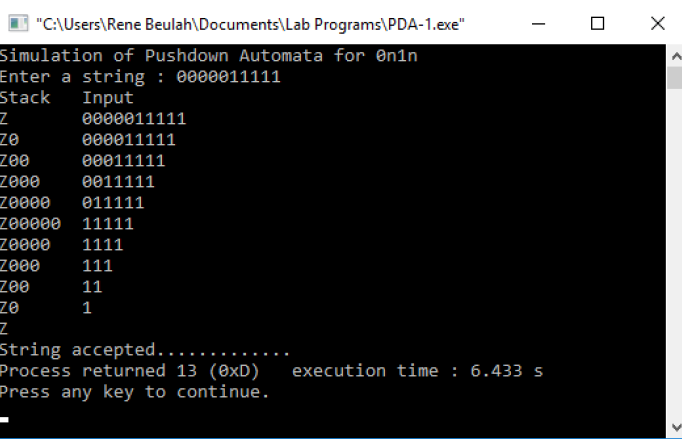 "C:\Users\Rene Beulah\Documents\Lab Programs\PDA-1.exe"
Simulation of Pushdown Automata for 0n1n
Enter a string : 0000011111
Stack   Input
Z       0000011111
Z0      000011111
Z00     00011111
Z000    0011111
Z0000   011111
Z00000  11111
Z0000   1111
Z000    111
Z00     11
Z0      1
Z
String accepted.............
Process returned 13 (0xD)   execution time : 6.433 s
Press any key to continue.